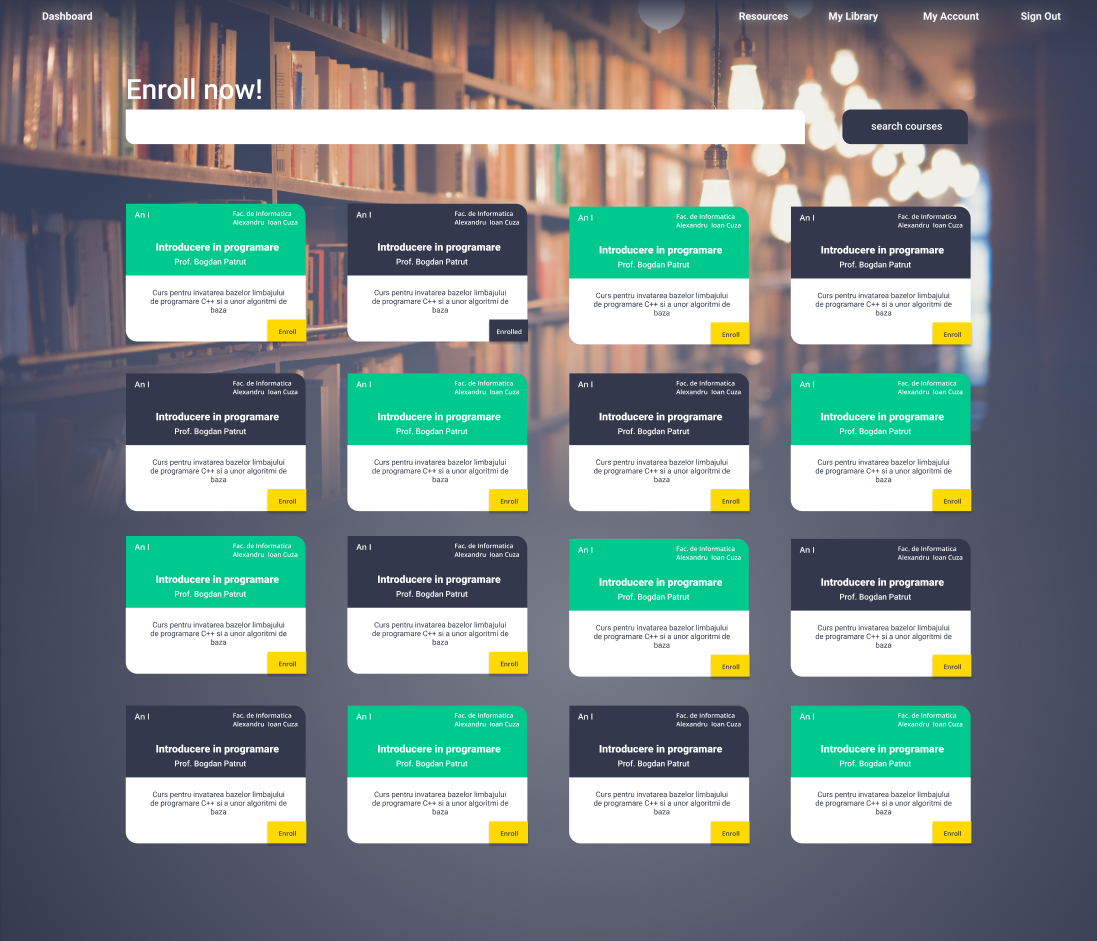 Dashboard Resources My Library My Account Sign Out
Enroll now!
search courses
An I Fac. de Informatica
Alexandru Ioan Cuza
Introducere in programare
Prof. Bogdan Patrut
Curs pentru invatarea bazelor limbajului
de programare C++ si a unor algoritmi de
baza
Enroll
An I Fac. de Informatica
Alexandru Ioan Cuza
Introducere in programare
Prof. Bogdan Patrut
Curs pentru invatarea bazelor limbajului
de programare C++ si a unor algoritmi de
baza
Enrolled
An I Fac. de Informatica
Alexandru Ioan Cuza
Introducere in programare
Prof. Bogdan Patrut
Curs pentru invatarea bazelor limbajului
de programare C++ si a unor algoritmi de
baza
Enroll
An I Fac. de Informatica
Alexandru Ioan Cuza
Introducere in programare
Prof. Bogdan Patrut
Curs pentru invatarea bazelor limbajului
de programare C++ si a unor algoritmi de
baza
Enroll
An I Fac. de Informatica
Alexandru Ioan Cuza
Introducere in programare
Prof. Bogdan Patrut
Curs pentru invatarea bazelor limbajului
de programare C++ si a unor algoritmi de
baza
Enroll
An I Fac. de Informatica
Alexandru Ioan Cuza
Introducere in programare
Prof. Bogdan Patrut
Curs pentru invatarea bazelor limbajului
de programare C++ si a unor algoritmi de
baza
Enroll
An I Fac. de Informatica
Alexandru Ioan Cuza
Introducere in programare
Prof. Bogdan Patrut
Curs pentru invatarea bazelor limbajului
de programare C++ si a unor algoritmi de
baza
Enroll
An I Fac. de Informatica
Alexandru Ioan Cuza
Introducere in programare
Prof. Bogdan Patrut
Curs pentru invatarea bazelor limbajului
de programare C++ si a unor algoritmi de
baza
Enroll
An I Fac. de Informatica
Alexandru Ioan Cuza
Introducere in programare
Prof. Bogdan Patrut
Curs pentru invatarea bazelor limbajului
de programare C++ si a unor algoritmi de
baza
Enroll
An I Fac. de Informatica
Alexandru Ioan Cuza
Introducere in programare
Prof. Bogdan Patrut
Curs pentru invatarea bazelor limbajului
de programare C++ si a unor algoritmi de
baza
Enroll
An I Fac. de Informatica
Alexandru Ioan Cuza
Introducere in programare
Prof. Bogdan Patrut
Curs pentru invatarea bazelor limbajului
de programare C++ si a unor algoritmi de
baza
Enroll
An I Fac. de Informatica
Alexandru Ioan Cuza
Introducere in programare
Prof. Bogdan Patrut
Curs pentru invatarea bazelor limbajului
de programare C++ si a unor algoritmi de
baza
Enroll
An I Fac. de Informatica
Alexandru Ioan Cuza
Introducere in programare
Prof. Bogdan Patrut
Curs pentru invatarea bazelor limbajului
de programare C++ si a unor algoritmi de
baza
Enroll
An I Fac. de Informatica
Alexandru Ioan Cuza
Introducere in programare
Prof. Bogdan Patrut
Curs pentru invatarea bazelor limbajului
de programare C++ si a unor algoritmi de
baza
Enroll
An I Fac. de Informatica
Alexandru Ioan Cuza
Introducere in programare
Prof. Bogdan Patrut
Curs pentru invatarea bazelor limbajului
de programare C++ si a unor algoritmi de
baza
Enroll
An I Fac. de Informatica
Alexandru Ioan Cuza
Introducere in programare
Prof. Bogdan Patrut
Curs pentru invatarea bazelor limbajului
de programare C++ si a unor algoritmi de
baza
Enroll